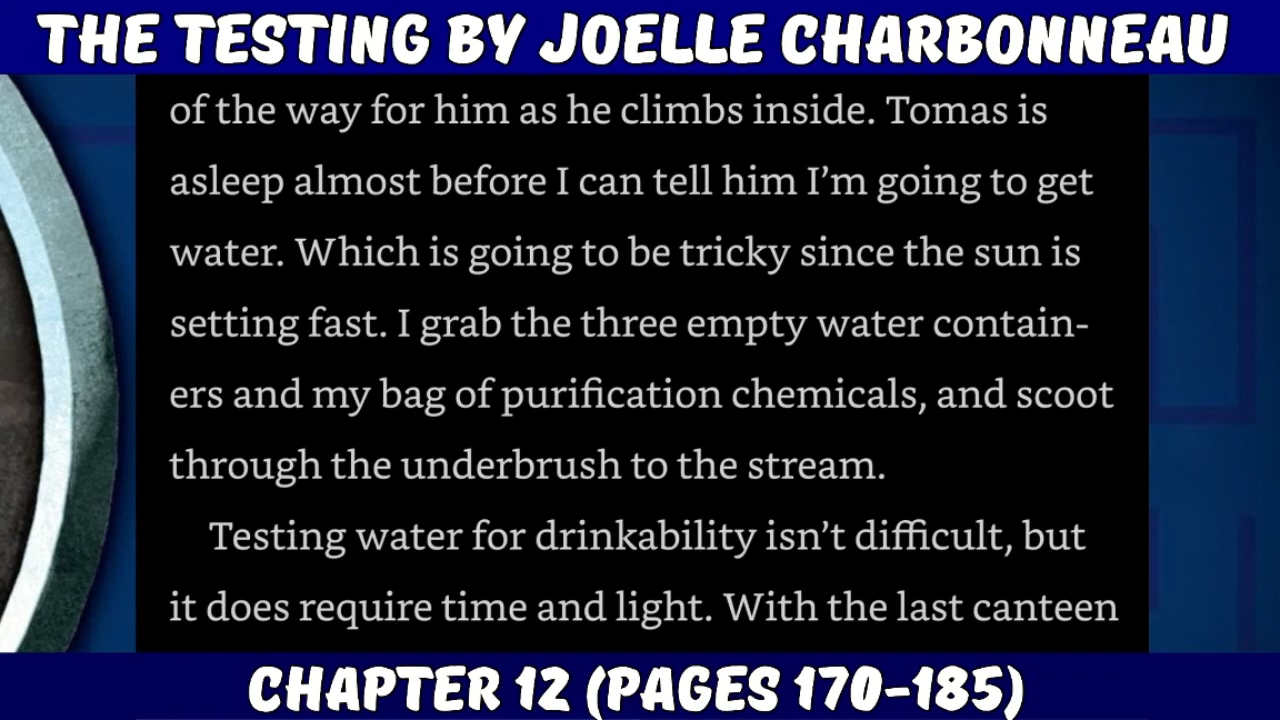 THE TESTING BY JOELLE CHARBONNEAU
of the way for him as he climbs inside. Tomas is
asleep almost before I can tell him I’m going to get
water. Which is going to be tricky since the sun is
setting fast. I grab the three empty water contain-
ers and my bag of purification chemicals, and scoot
through the underbrush to the stream.
Testing water for drinkability isn’t difficult, but
it does require time and light. With the last canteen
CHAPTER 12 (PAGES 170-185)